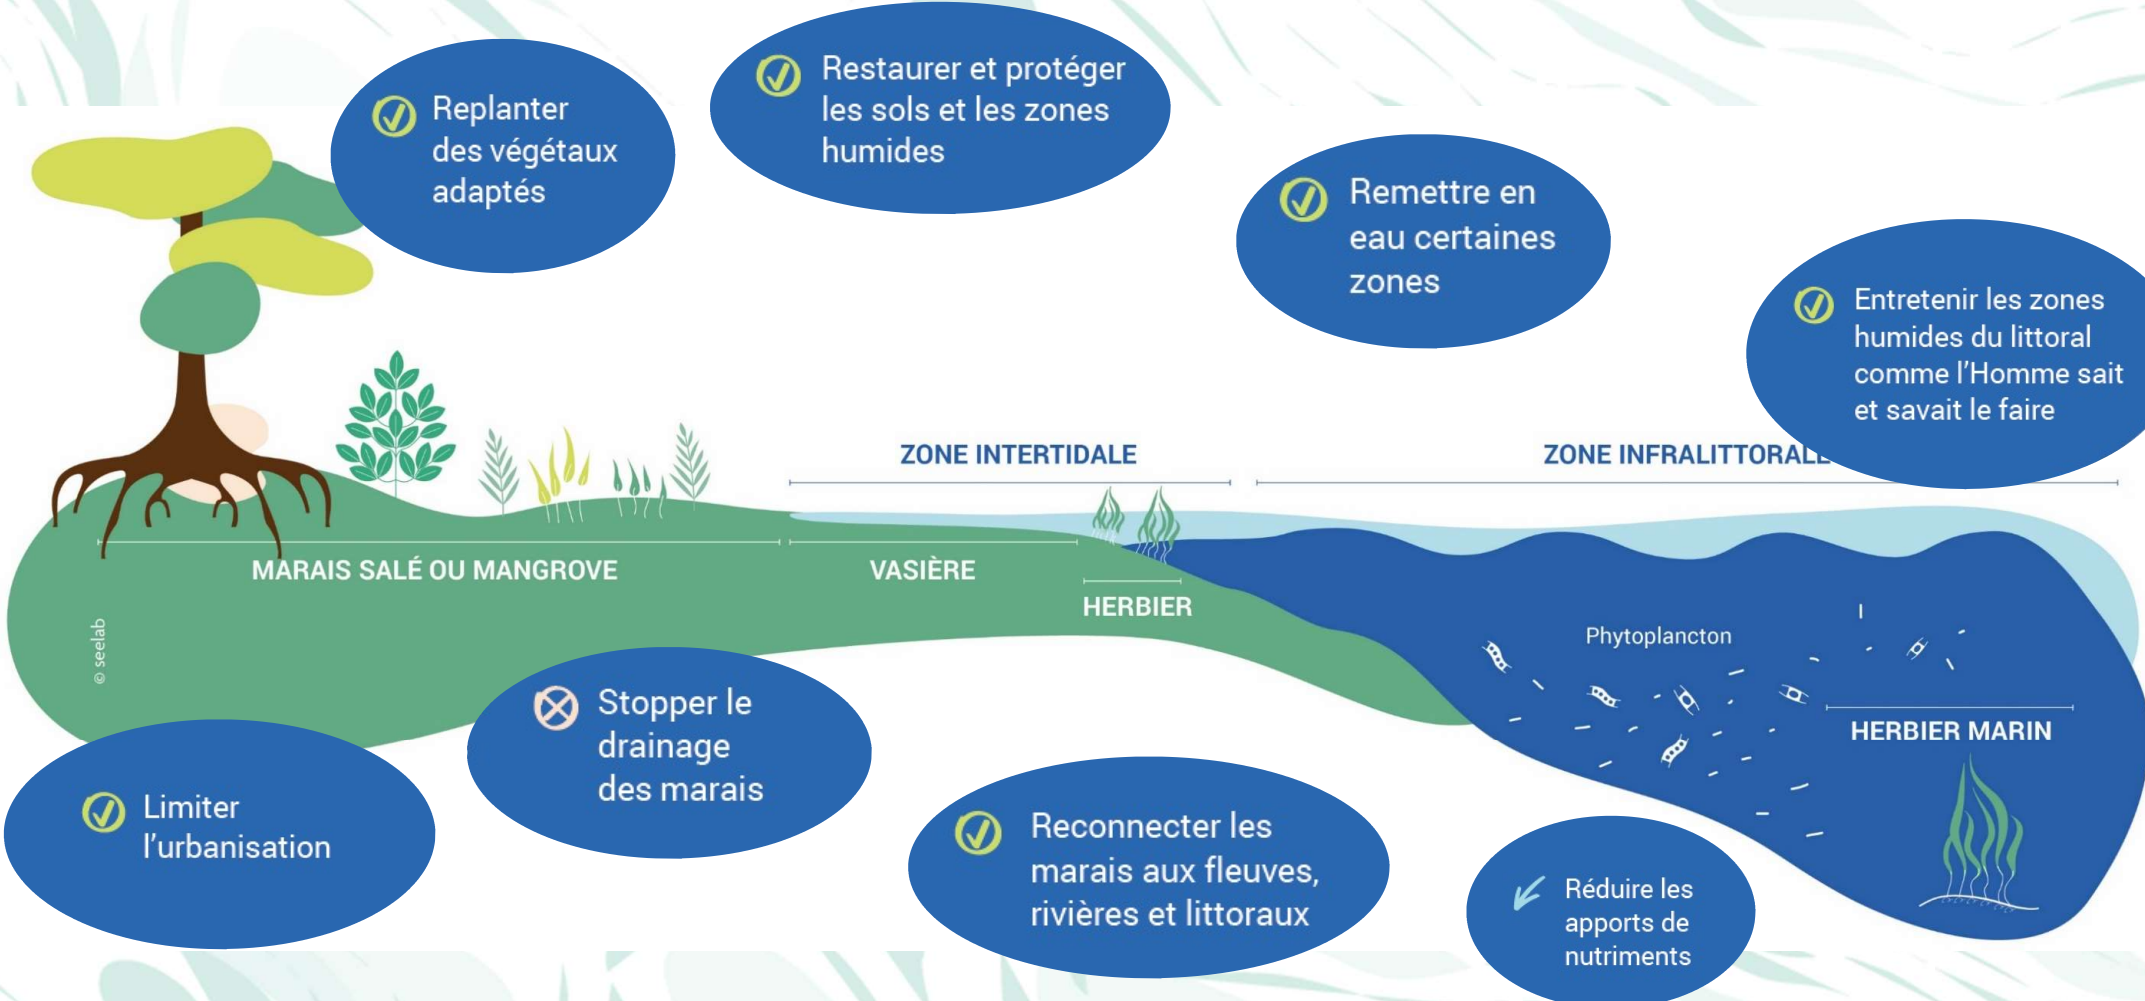 Replanter
des végétaux
adaptés
Restaurer et protéger
les sols et les zones
humides
Remettre en
eau certaines
zones
Entretenir les zones
humides du littoral
comme l'Homme sait
et savait le faire
ZONE INTERTIDALE
ZONE INFRALITTORALE
MARAIS SALÉ OU MANGROVE
VASIÈRE
HERBIER
Phytoplancton
HERBIER MARIN
© seelab
Limiter
l'urbanisation
Stopper le
drainage
des marais
Reconnecter les
marais aux fleuves,
rivières et littoraux
Réduire les
apports de
nutriments